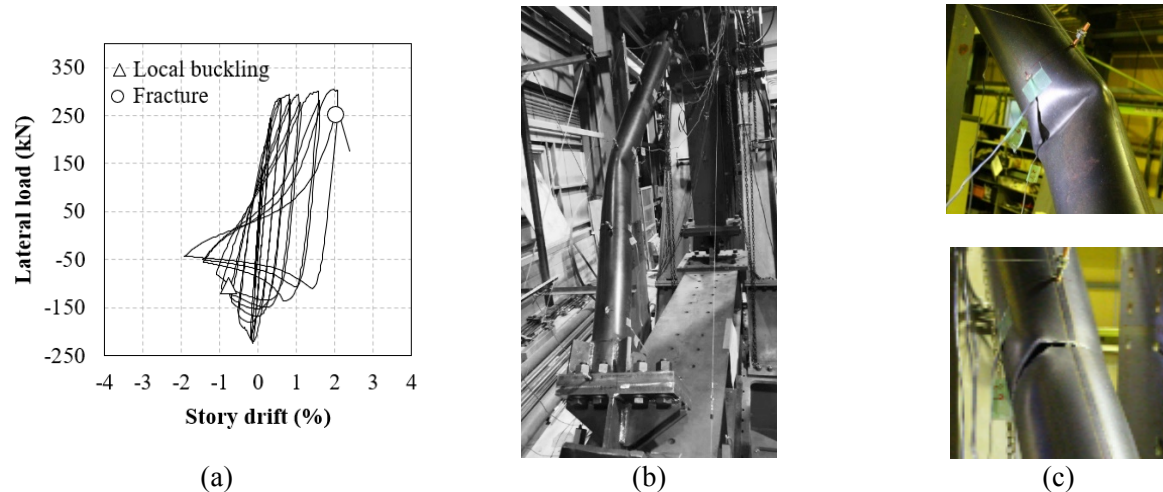 350
250
150
50
-50
-150
-250
Lateral load (kN)
△ Local buckling
○ Fracture
-4 -3 -2 -1 0 1 2 3 4
Story drift (%)
(a) (b) (c)